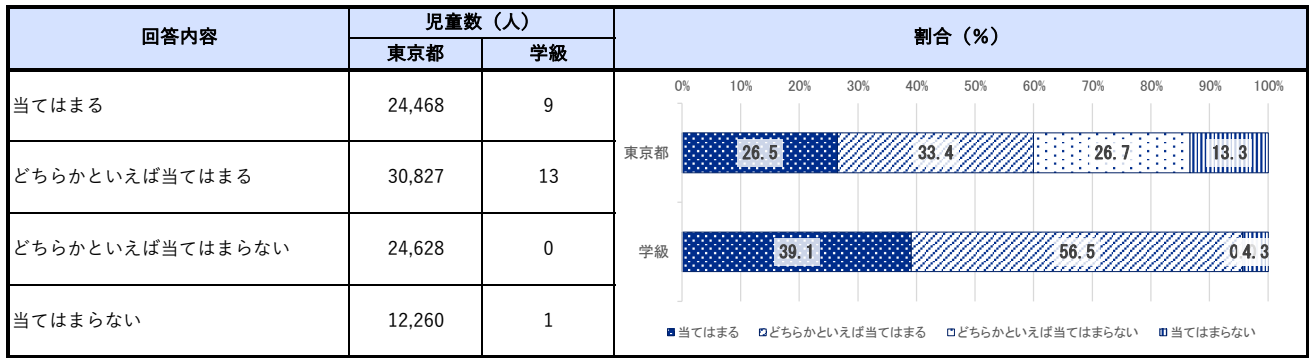 回答内容
児童数（人）
割合（%）
東京都
学級
当てはまる
24,468
9
どちらかといえば当てはまる
30,827
13
どちらかといえば当てはまらない
24,628
0
当てはまらない
12,260
1
0% 10% 20% 30% 40% 50% 60% 70% 80% 90% 100%
東京都 26.5 33.4 26.7 13.3
学級 39.1 56.5 0 4.3
当てはまる どちらかといえば当てはまる どちらかといえば当てはまらない 当てはまらない